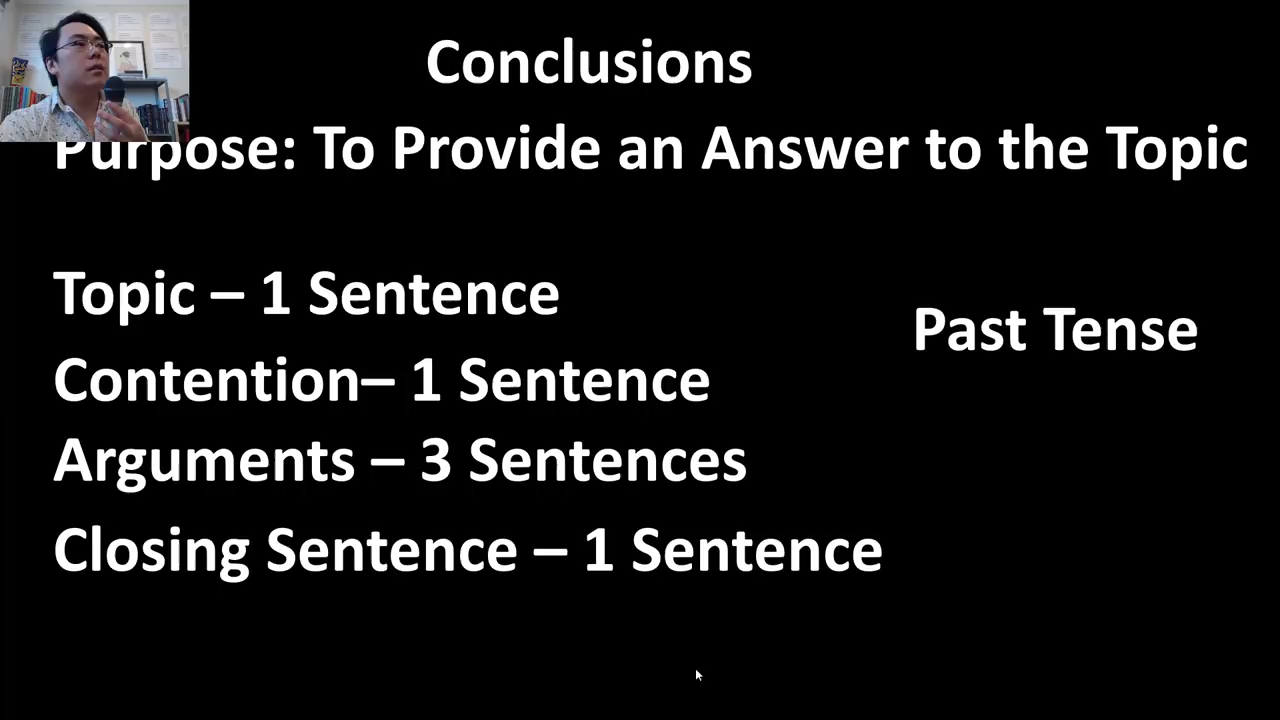 Conclusions
Purpose: To Provide an Answer to the Topic
Topic – 1 Sentence
Past Tense
Contention– 1 Sentence
Arguments – 3 Sentences
Closing Sentence – 1 Sentence